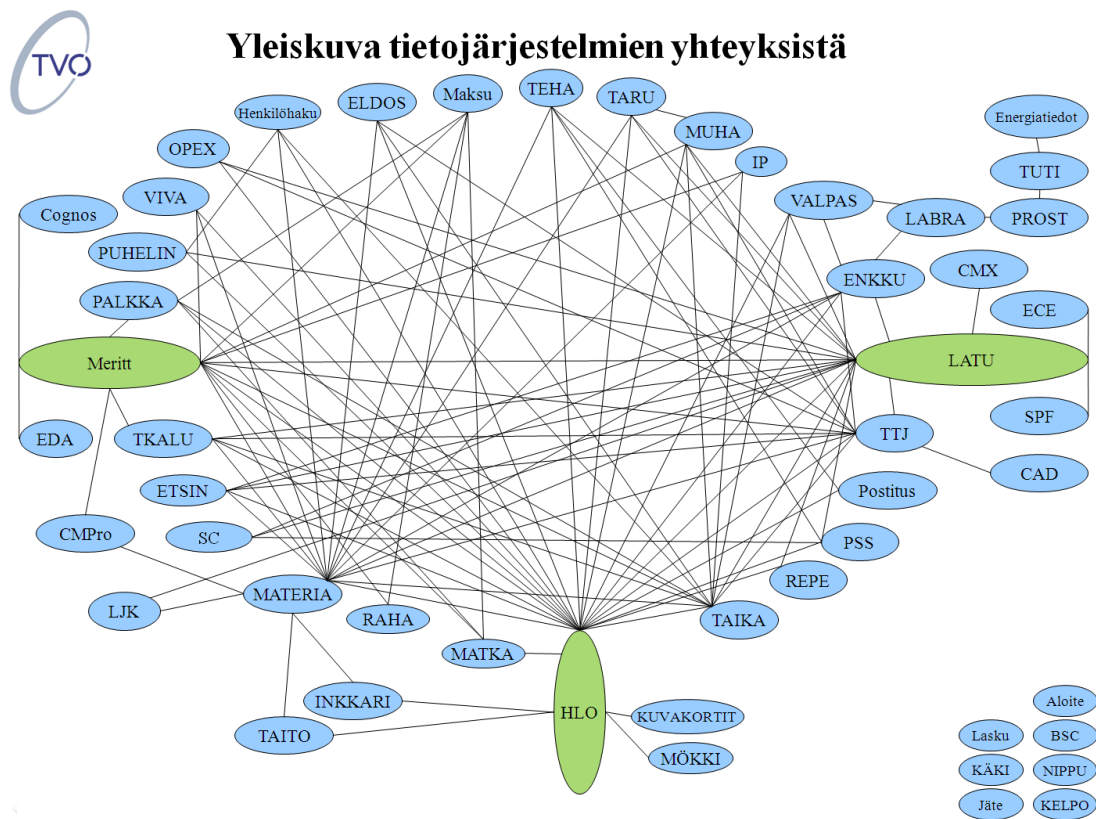 Yleiskuva tietojärjestelmien yhteyksistä
TVO
TEHA
Maksu
TARU
ELDOS
Henkilöhaku
MUHA
Energiatiedot
OPEX
IP
TUTI
VIVA
VALPAS
Cognos
LABRA
PROST
PUHELIN
CMX
ENKKU
PALKKA
ECE
Meritt
LATU
SPF
EDA
TKALU
TTJ
CAD
ETSIN
Postitus
CMPro
SC
PSS
REPE
MATERIA
LJK
RAHA
TAIKA
MATKA
INKKARI
HLO
KUVAKORTIT
TAITO
MÖKKI
Aloite
Lasku
BSC
KÄKI
NIPPU
Jäte
KELPO